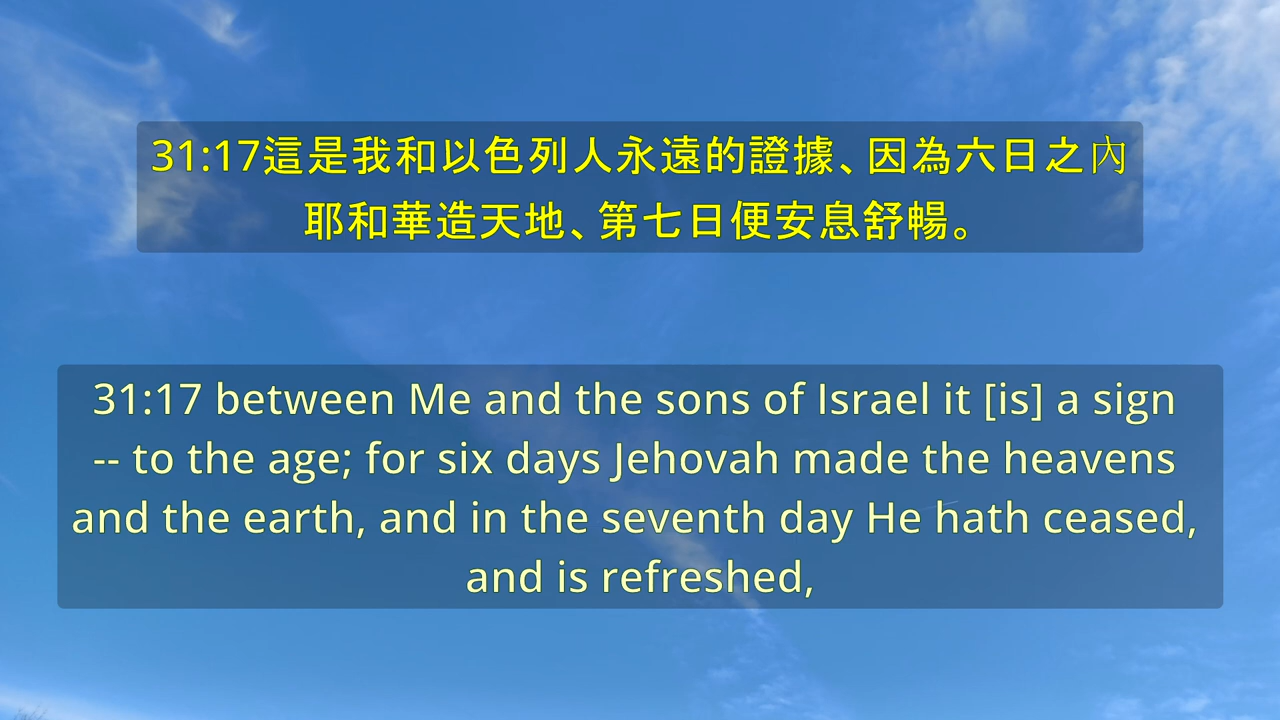 31:17這是我和以色列人永遠的證據、因為六日之內
耶和華造天地、第七日便安息舒暢。
31:17 between Me and the sons of Israel it [is] a sign
-- to the age; for six days Jehovah made the heavens
and the earth, and in the seventh day He hath ceased,
and is refreshed,